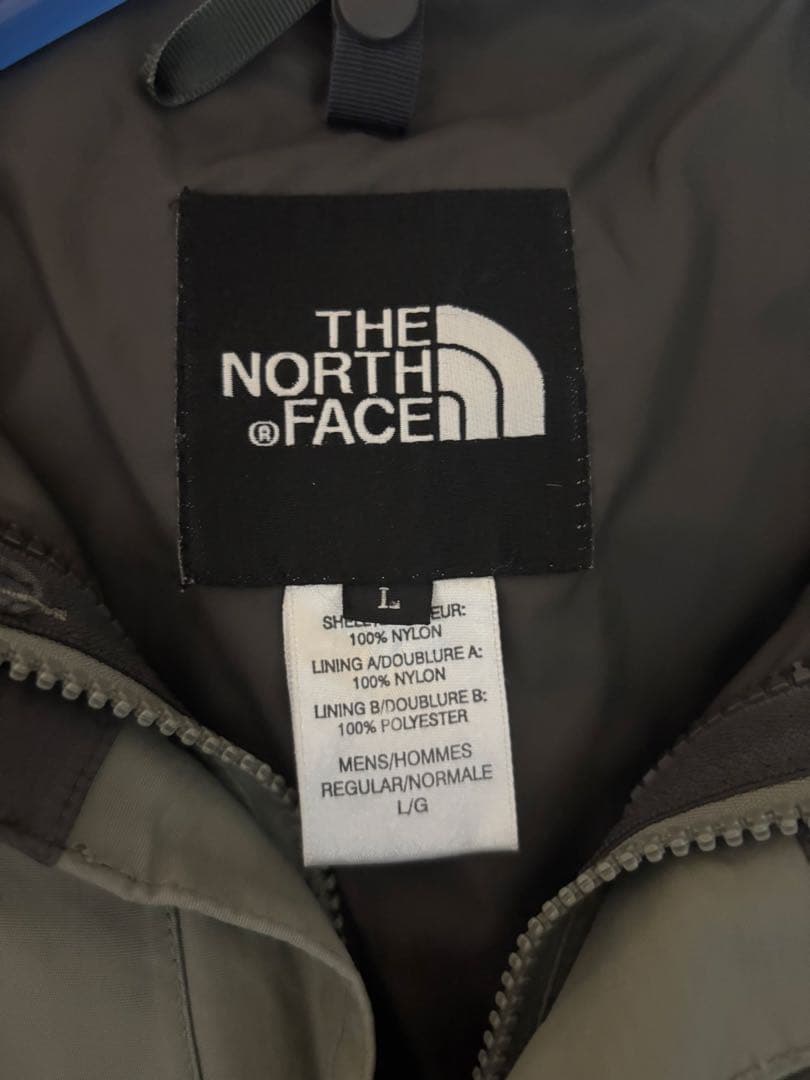 THE
NORTH
® FACE
L
100% NYLON
LINING A/DOUBLURE A:
100% NYLON
LINING B/DOUBLURE B:
100% POLYESTER
MENS/HOMMES
REGULAR/NORMALE
L/G